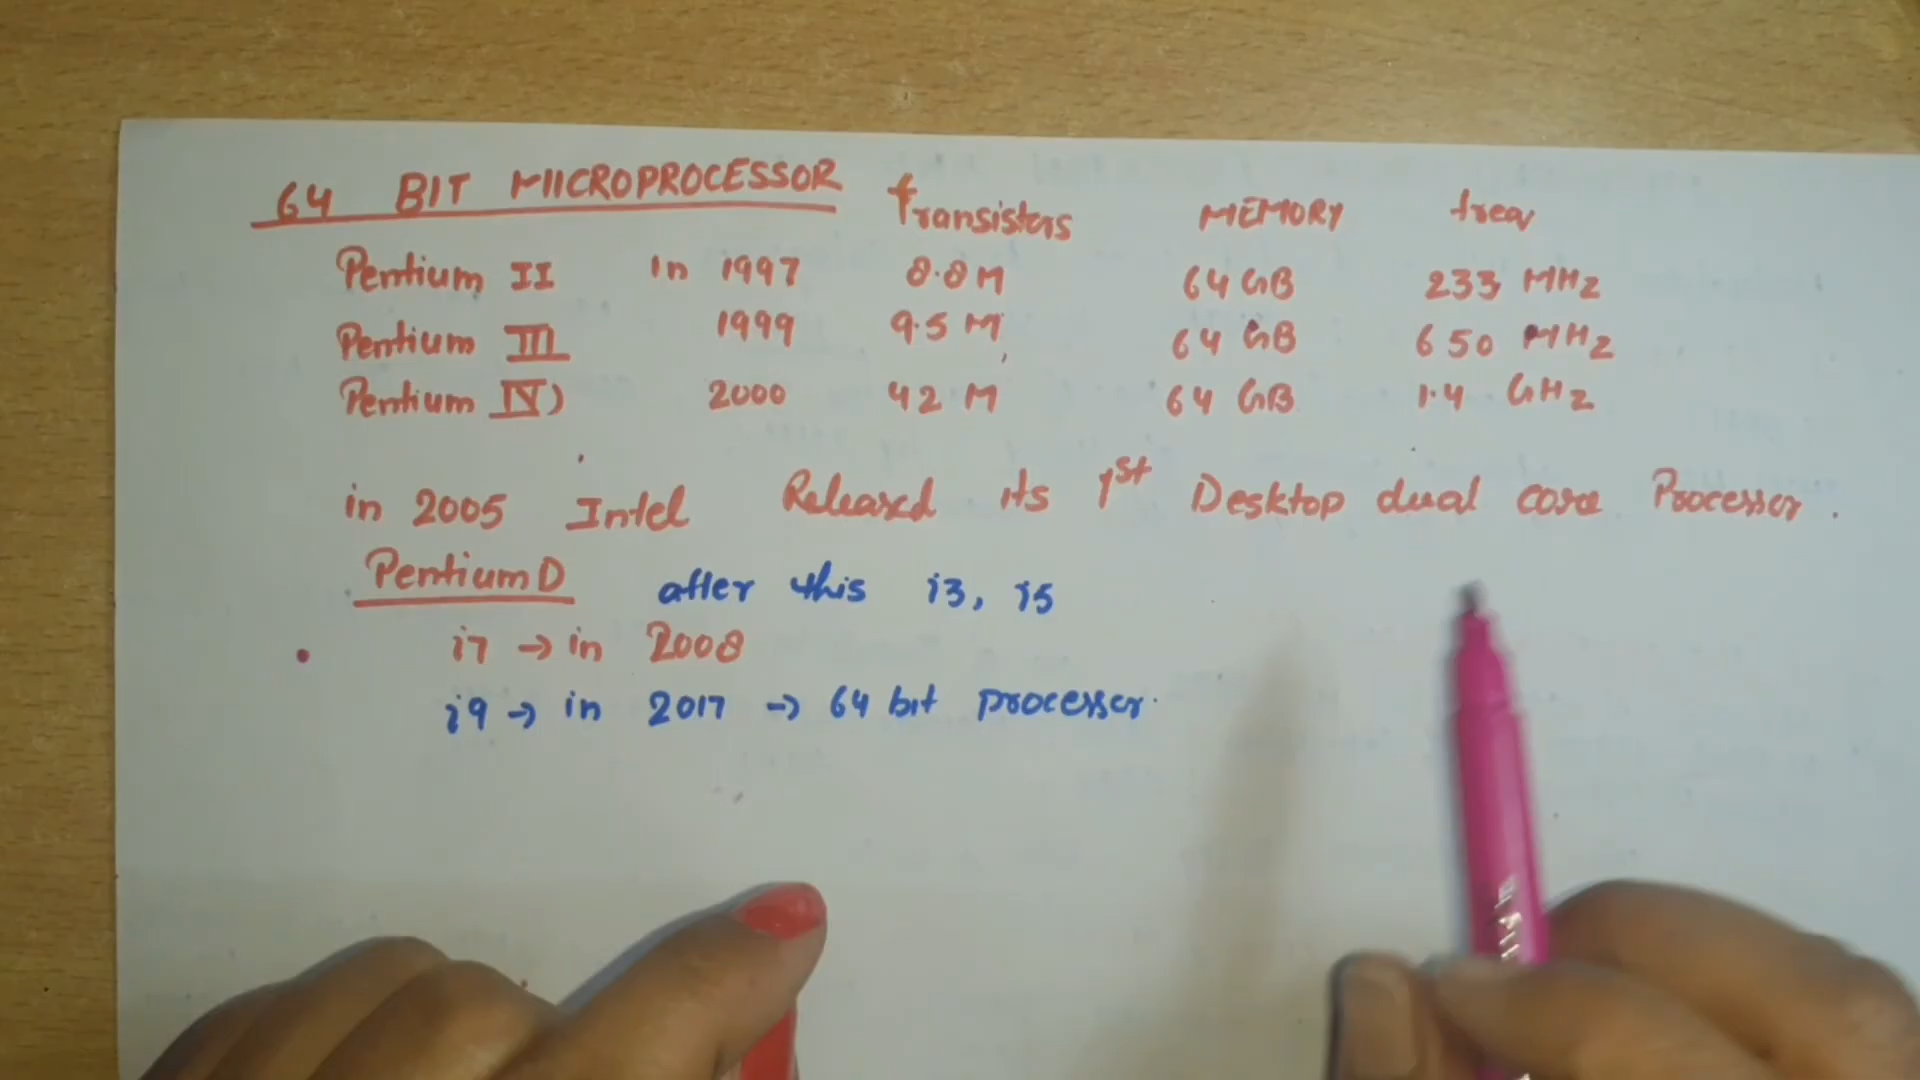 64 BIT MIICROPROCESSOR Transistors MEMORY freq
Pentium II in 1997 8.8M 64 GB 233 MHz
Pentium III 1999 9.5 M 64 GB 650 MHz
Pentium IV) 2000 42 M 64 GB 1.4 GHz
in 2005 Intel Released its 1st Desktop dual core Processor.
Pentium D after this i3, i5
i7 → in 2008
i9 → in 2017 → 64 bit processor.